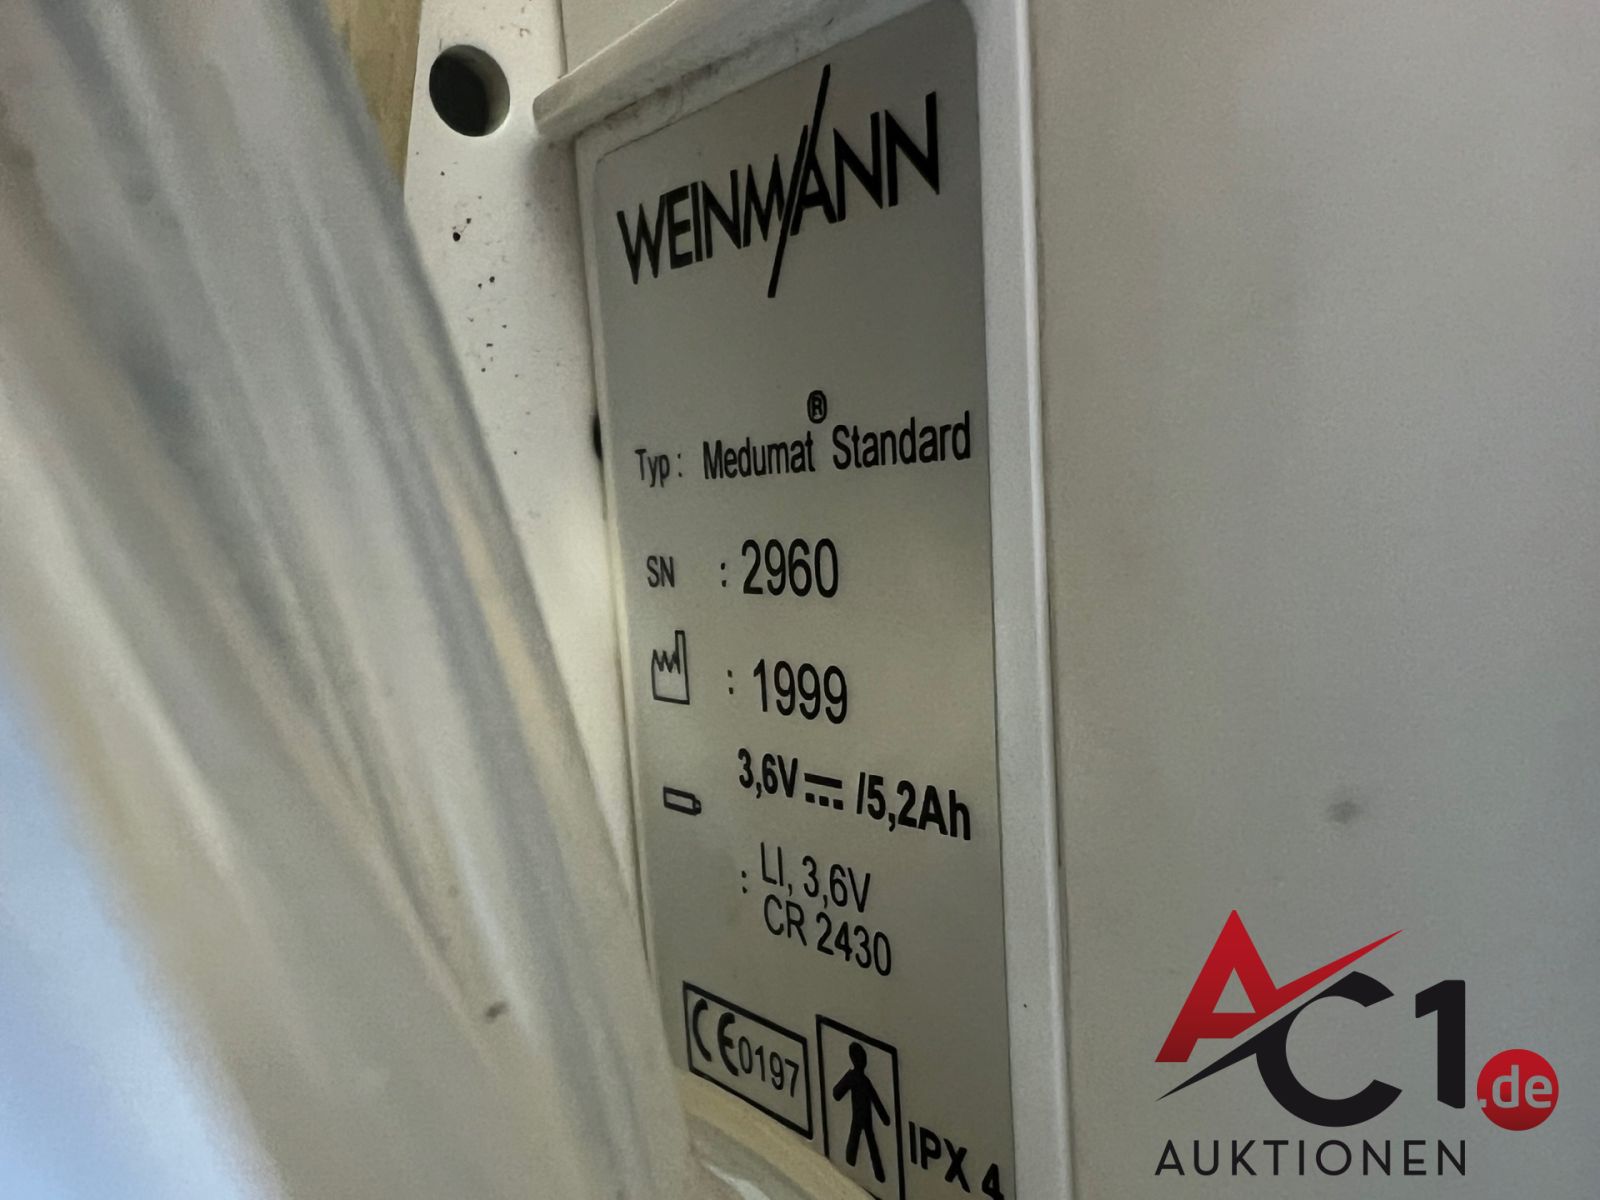 WEINMANN
Typ: Medumat® Standard
SN : 2960
: 1999
3,6V /5,2Ah
: LI, 3,6V
CR 2430
CE0197
IPX 4
AC1.de
AUKTIONEN